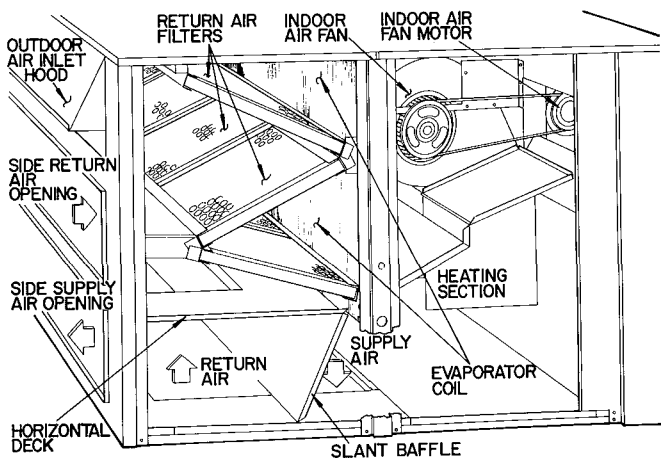 RETURN AIR
FILTERS
INDOOR
AIR FAN
INDOOR AIR
FAN MOTOR
OUTDOOR
AIR INLET
HOOD
SIDE RETURN
AIR
OPENING
SIDE SUPPLY
AIR OPENING
HEATING
SECTION
SUPPLY
AIR
RETURN
AIR
EVAPORATOR
COIL
HORIZONTAL
DECK
SLANT BAFFLE